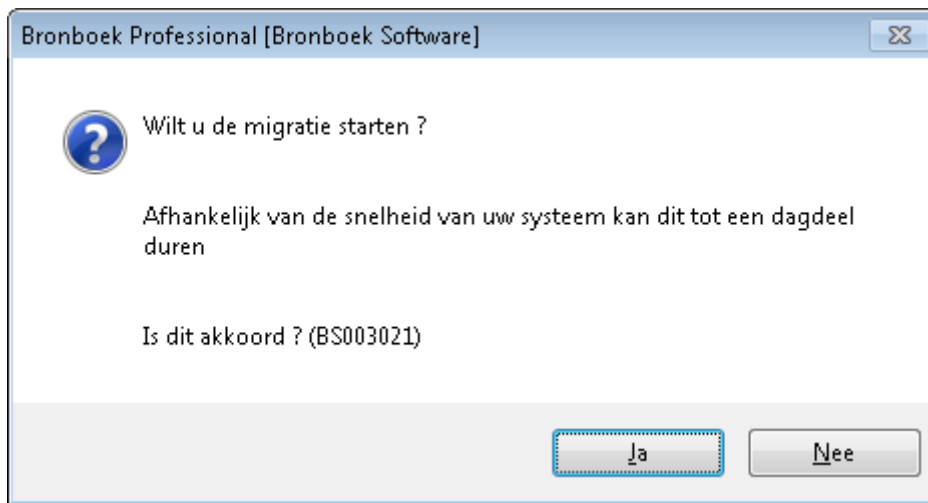 Bronboek Professional [Bronboek Software]
Wilt u de migratie starten ?
Afhankelijk van de snelheid van uw systeem kan dit tot een dagdeel
duren
Is dit akkoord ? (BS003021)
Ja
Nee